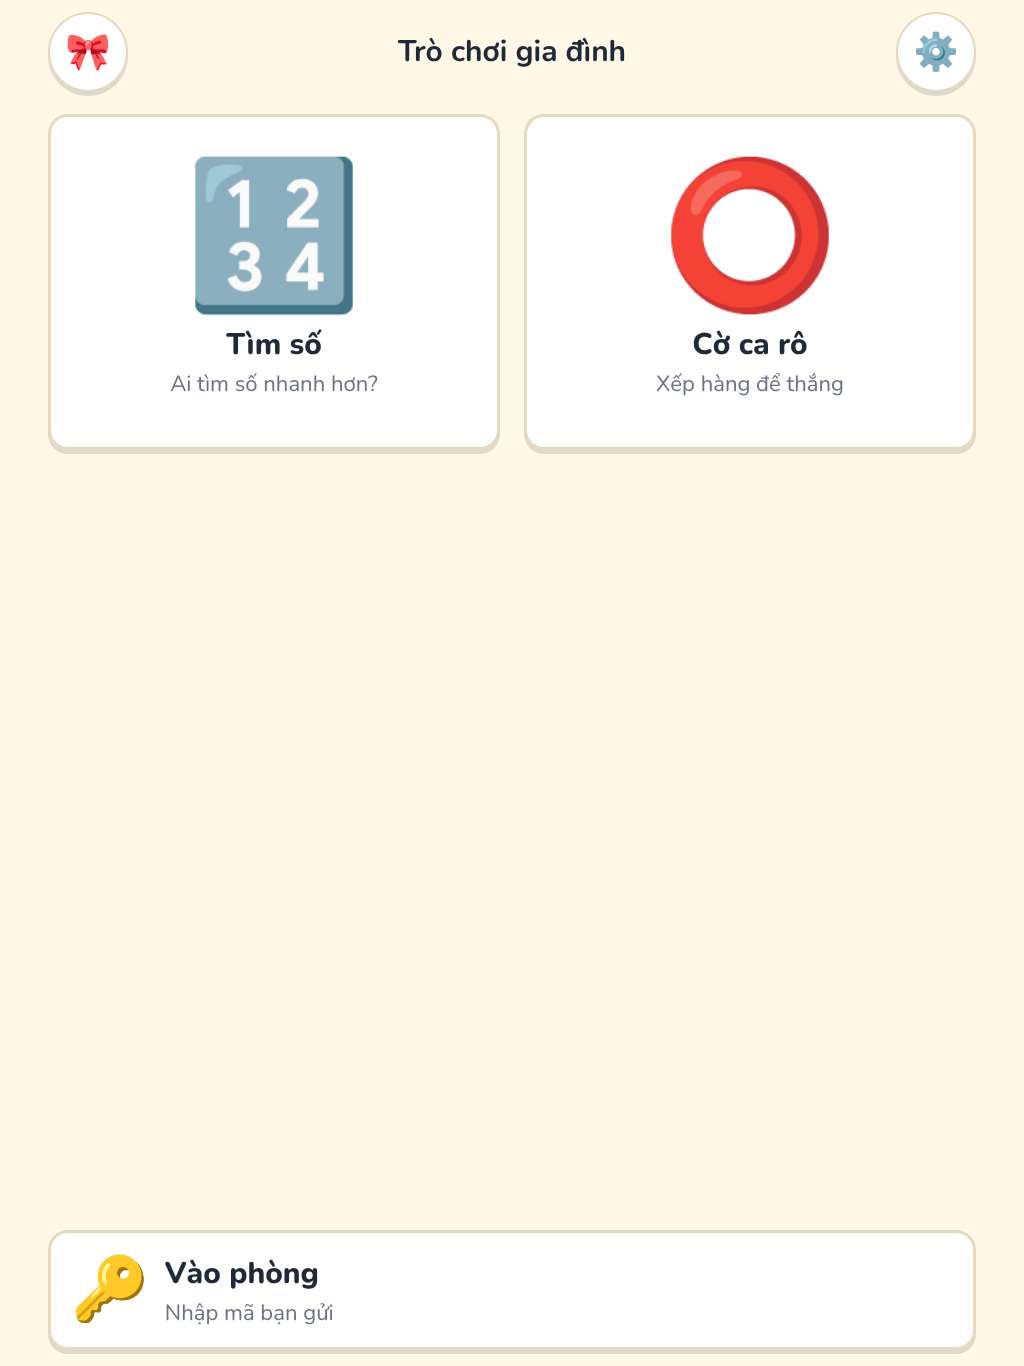 Trò chơi gia đình
1 2
3 4
Tìm số
Ai tìm số nhanh hơn?
Cờ ca rô
Xếp hàng để thắng
Vào phòng
Nhập mã bạn gửi